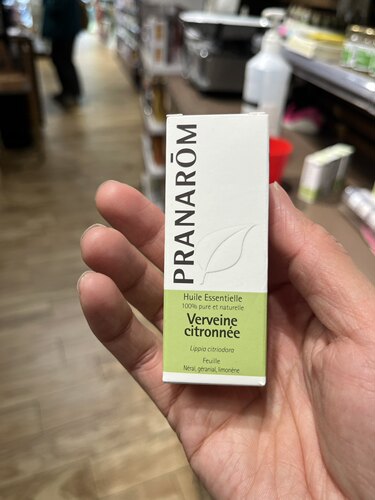 PRANARŌM
Huile Essentielle
100% pure et naturelle
Verveine
citronnée
Lippia citriodora
Feuille
Néral, géranial, limonène